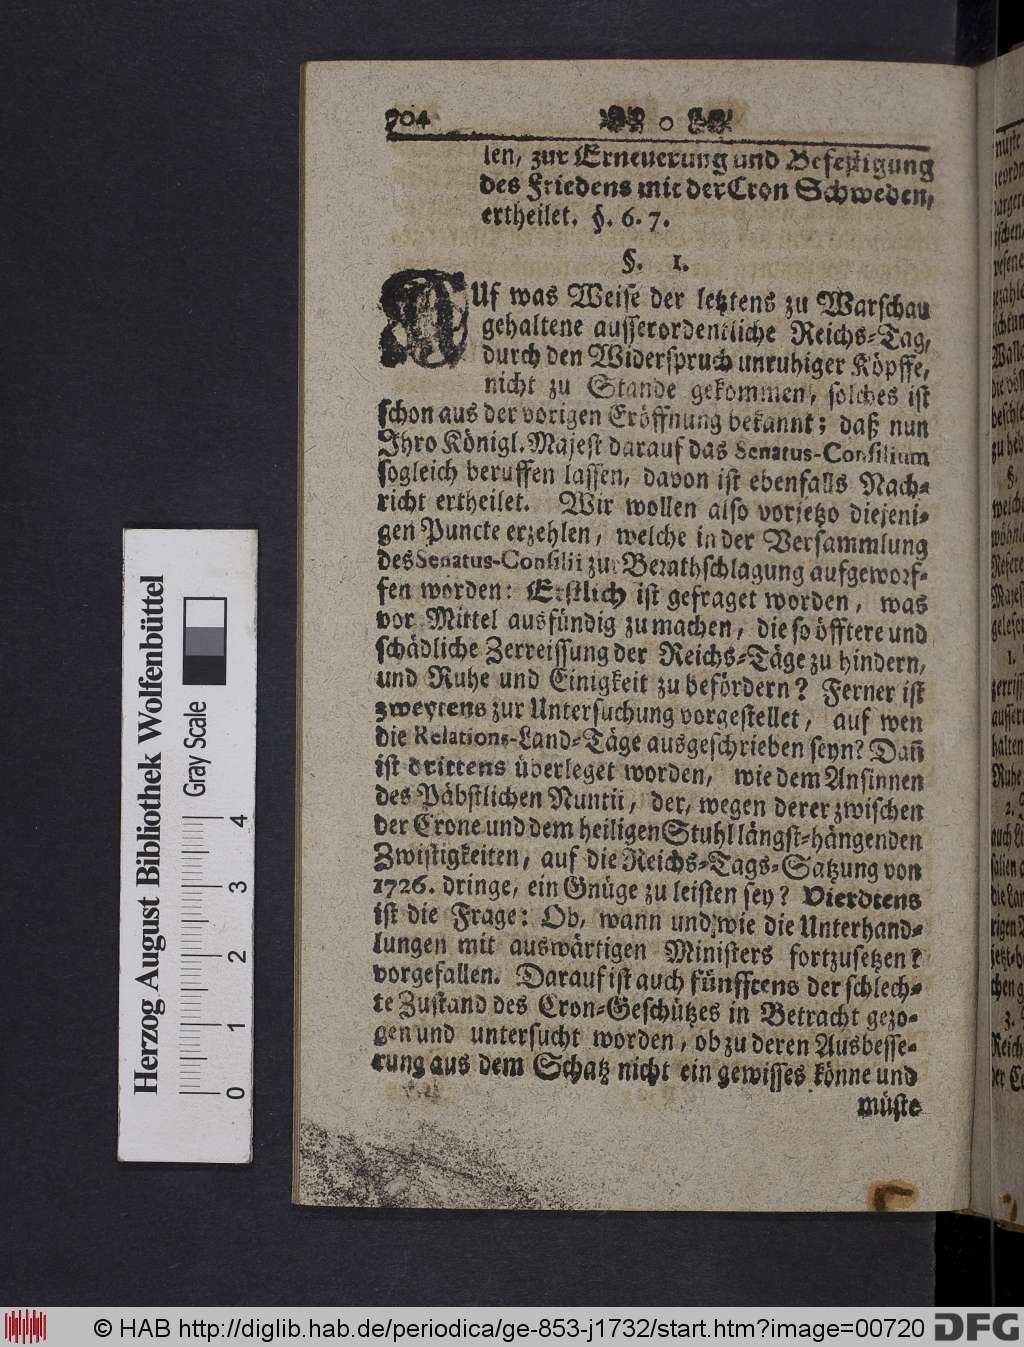 704
len, zur Erneuerung und Befestigung
des Friedens mit der Cron Schweden,
ertheilet. §. 6. 7.
§. 1.
AUf was Weise der letztens zu Warschau
gehaltene ausserordentliche Reichs-Tag,
durch den Widerspruch unruhiger Köpffe,
nicht zu Stande gekommen, solches ist
schon aus der vorigen Eröffnung bekannt; daß nun
Ihro Königl. Majest darauf das Senatus-Consilium
sogleich beruffen lassen, davon ist ebenfalls Nach-
richt ertheilet. Wir wollen also vorjetzo diejeni-
gen Puncte erzehlen, welche in der Versammlung
des Senatus-Consilii zur Berathschlagung aufgeworf-
fen worden: Erstlich ist gefraget worden, was
vor Mittel ausfündig zu machen, die so öfftere und
schädliche Zerreissung der Reichs-Täge zu hindern,
und Ruhe und Einigkeit zu befördern? Ferner ist
zweytens zur Untersuchung vorgestellet, auf wen
die Relations-Land-Täge ausgeschrieben seyn? Dañ
ist drittens überleget worden, wie dem Ansinnen
des Päbstlichen Nuntii, der, wegen derer zwischen
der Crone und dem heiligen Stuhl längst-hängenden
Zwistigkeiten, auf die Reichs-Tags-Satzung von
1726. dringe, ein Gnüge zu leisten sey? Vierdtens
ist die Frage: Ob, wann und wie die Unterhand-
lungen mit auswärtigen Ministers fortzusetzen?
vorgefallen. Darauf ist auch fünfftens der schlech-
te Zustand des Cron-Geschützes in Betracht gezo-
gen und untersucht worden, ob zu deren Ausbesse-
rung aus dem Schatz nicht ein gewisses könne und
müste
Herzog August Bibliothek Wolfenbüttel
Gray Scale
0 1 2 3 4
© HAB http://diglib.hab.de/periodica/ge-853-j1732/start.htm?image=00720
DFG